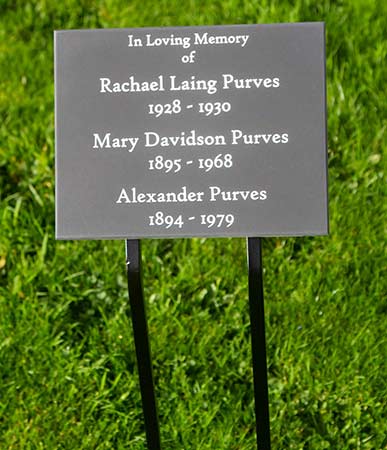 In Loving Memory
of
Rachael Laing Purves
1928 - 1930
Mary Davidson Purves
1895 - 1968
Alexander Purves
1894 - 1979